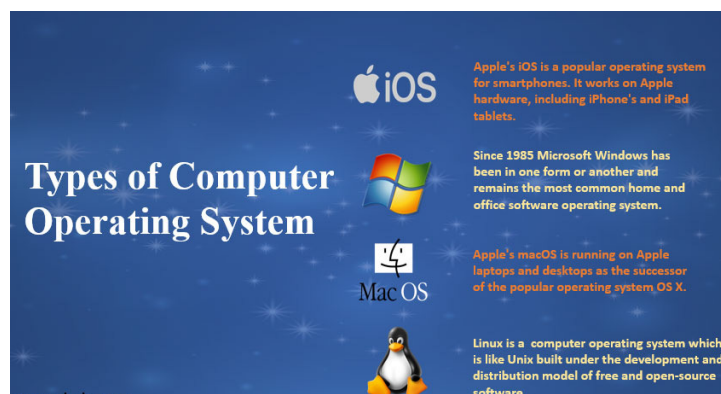 iOS
Apple's iOS is a popular operating system
for smartphones. It works on Apple
hardware, including iPhone's and iPad
tablets.
Types of Computer
Operating System
Since 1985 Microsoft Windows has
been in one form or another and
remains the most common home and
office software operating system.
Mac OS
Apple's macOS is running on Apple
laptops and desktops as the successor
of the popular operating system OS X.
Linux is a computer operating system which
is like Unix built under the development and
distribution model of free and open-source
software.